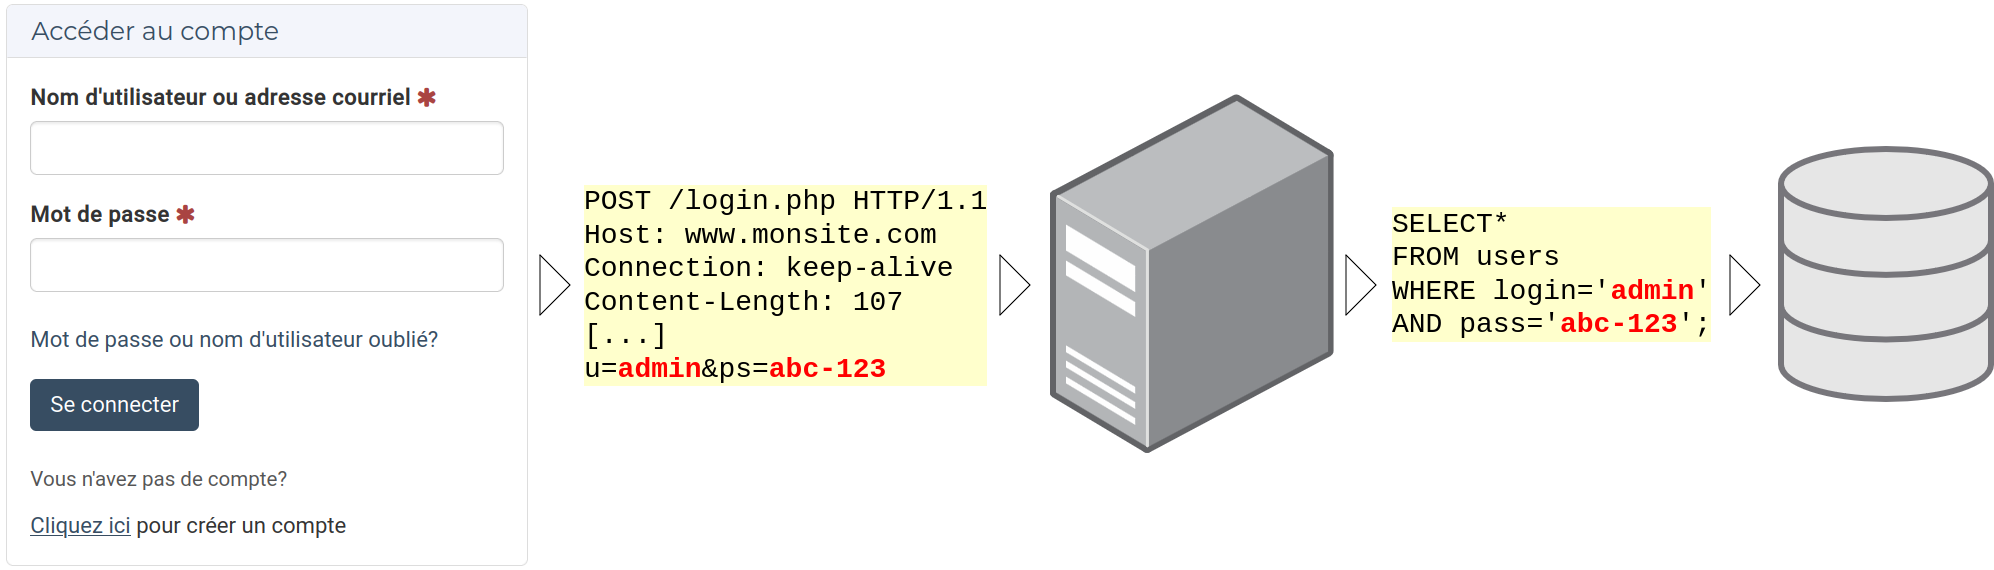 Accéder au compte
Nom d'utilisateur ou adresse courriel ✱
Mot de passe ✱
Mot de passe ou nom d'utilisateur oublié?
Se connecter
Vous n'avez pas de compte?
Cliquez ici pour créer un compte
POST /login.php HTTP/1.1
Host: www.monsite.com
Connection: keep-alive
Content-Length: 107
[...]
u=admin&ps=abc-123
SELECT*
FROM users
WHERE login='admin'
AND pass='abc-123';